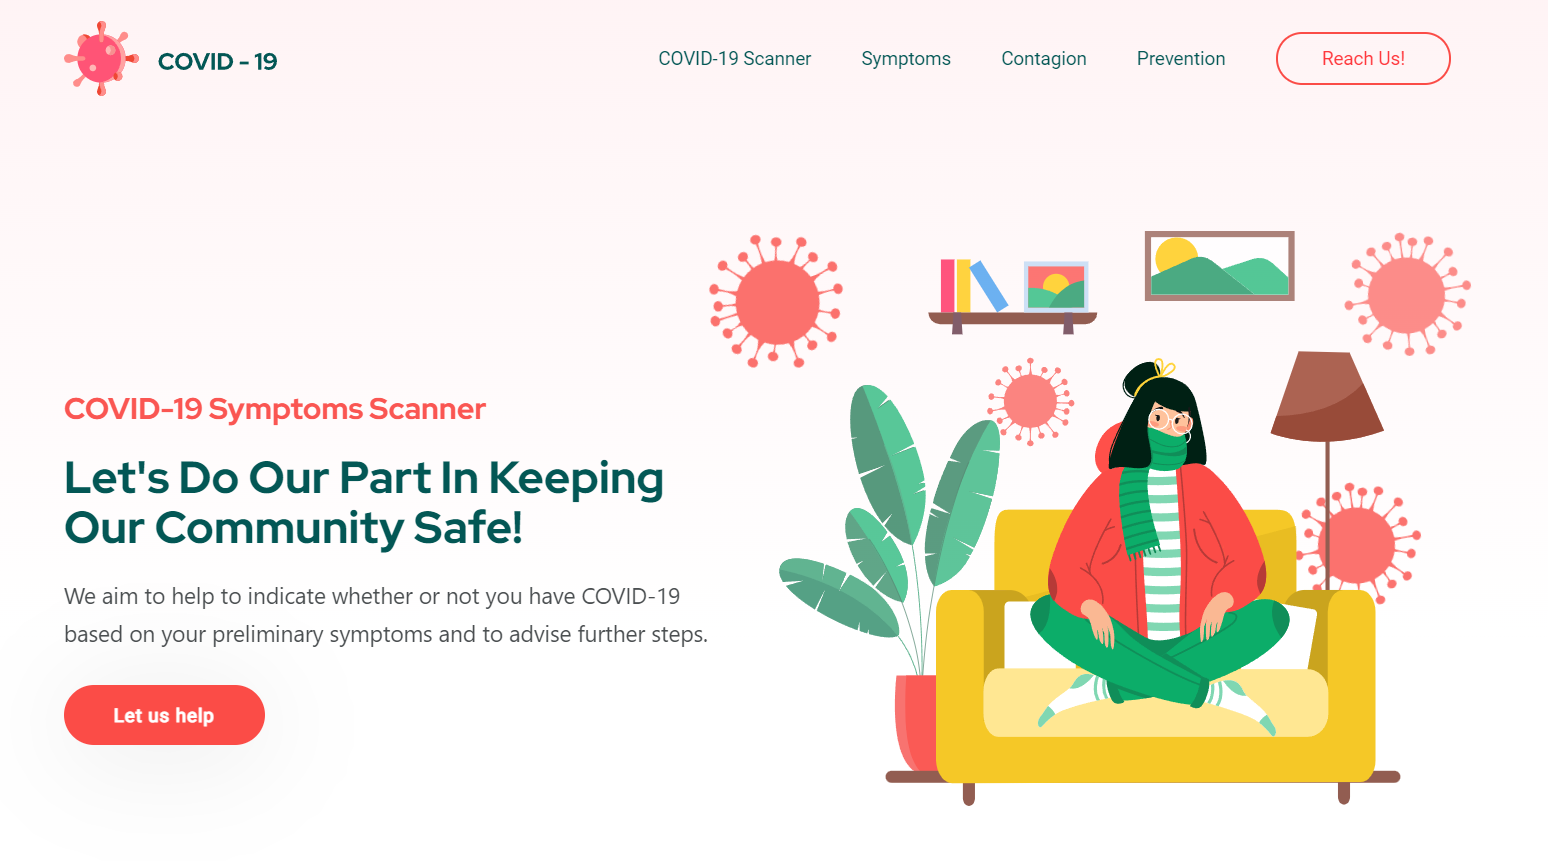 COVID - 19
COVID-19 Scanner
Symptoms
Contagion
Prevention
Reach Us!
COVID-19 Symptoms Scanner
Let's Do Our Part In Keeping
Our Community Safe!
We aim to help to indicate whether or not you have COVID-19
based on your preliminary symptoms and to advise further steps.
Let us help